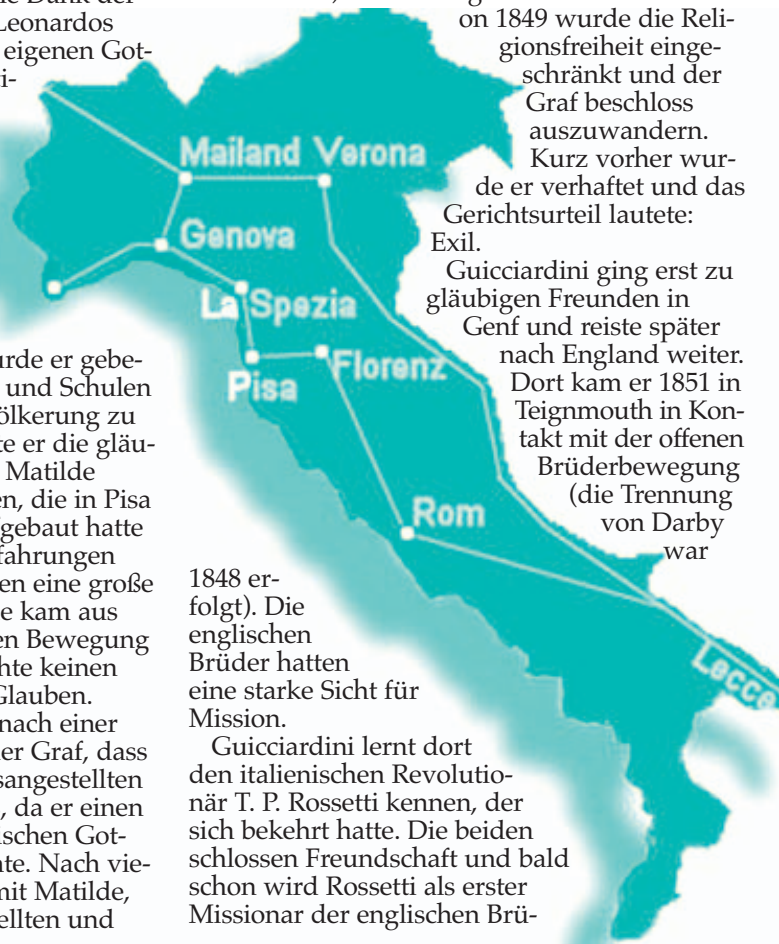 ie Dank der
Leonardos
eigenen Got-
i-
urde er gebe-
und Schulen
ölkerung zu
te er die gläu-
Matilde
en, die in Pisa
gebaut hatte
fahrungen
en eine große
e kam aus
en Bewegung
hte keinen
Glauben.
nach einer
er Graf, dass
sangestellten
, da er einen
ischen Got-
te. Nach vie-
mit Matilde,
ellten und
1848 er-
folgt). Die
englischen
Brüder hatten
eine starke Sicht für
Mission.
Guicciardini lernt dort
den italienischen Revolutio-
när T. P. Rossetti kennen, der
sich bekehrt hatte. Die beiden
schlossen Freundschaft und bald
schon wird Rossetti als erster
Missionar der englischen Brü-
on 1849 wurde die Reli-
gionsfreiheit einge-
schränkt und der
Graf beschloss
auszuwandern.
Kurz vorher wur-
de er verhaftet und das
Gerichtsurteil lautete:
Exil.
Guicciardini ging erst zu
gläubigen Freunden in
Genf und reiste später
nach England weiter.
Dort kam er 1851 in
Teignmouth in Kon-
takt mit der offenen
Brüderbewegung
(die Trennung
von Darby
war
Mailand Verona
Genova
La Spezia
Florenz
Pisa
Rom
Lecce